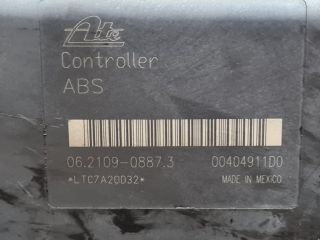 Ate
Controller
ABS
06.2109-0887.3 00404911D0
*LTC7A20D32* MADE IN MEXICO